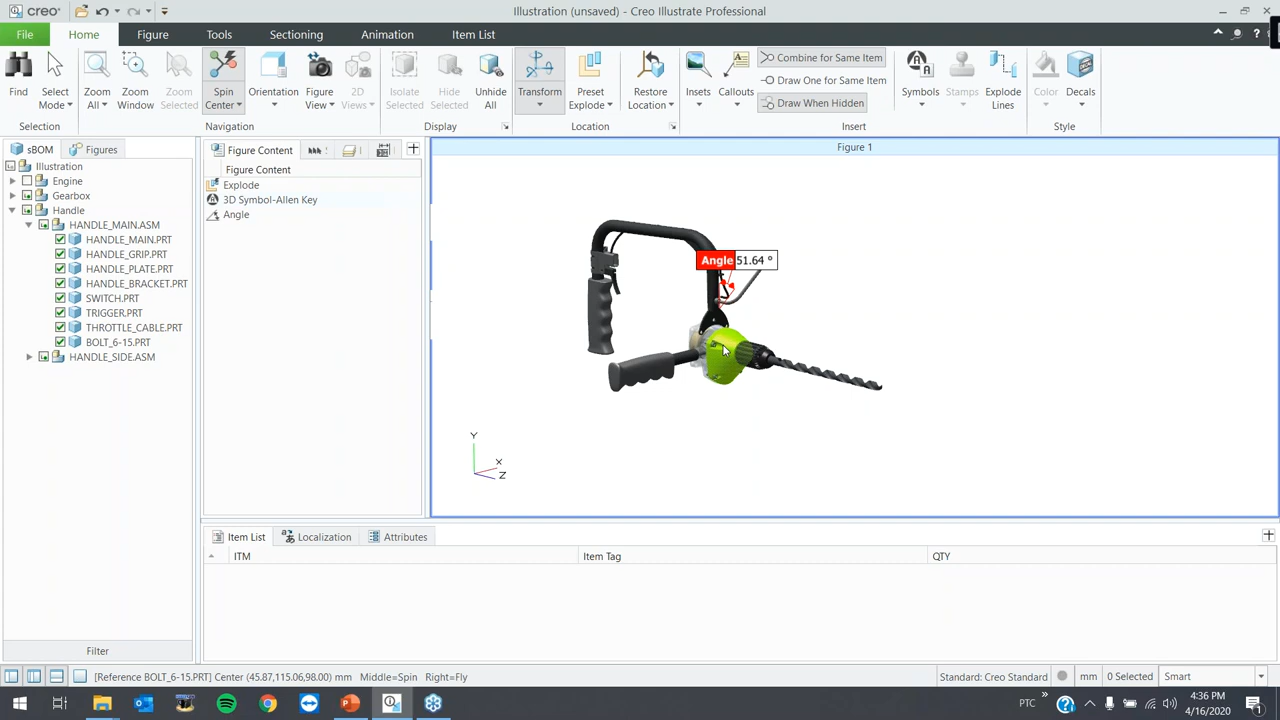 creo
Illustration (unsaved) - Creo Illustrate Professional
File Home Figure Tools Sectioning Animation Item List
Find
Select Mode
Zoom All
Zoom Window
Zoom Selected
Spin Center
Orientation
Figure View
2D Views
Isolate Selected
Hide Selected
Unhide All
Transform
Preset Explode
Restore Location
Inserts
Callouts
Combine for Same Item
Draw One for Same Item
Draw When Hidden
Symbols
Stamps
Explode Lines
Color
Decals
Selection Navigation Display Location Insert Style
sBOM Figures
Illustration
Engine
Gearbox
Handle
HANDLE_MAIN.ASM
HANDLE_MAIN.PRT
HANDLE_GRIP.PRT
HANDLE_PLATE.PRT
HANDLE_BRACKET.PRT
SWITCH.PRT
TRIGGER.PRT
THROTTLE_CABLE.PRT
BOLT_6-15.PRT
HANDLE_SIDE.ASM
Filter
Figure Content
Figure Content
Explode
3D Symbol-Allen Key
Angle
Figure 1
Angle 51.64 °
Y
X
Z
Item List Localization Attributes
ITM Item Tag QTY
[Reference BOLT_6-15.PRT] Center (45.87,115.06,98.00) mm Middle=Spin Right=Fly
Standard: Creo Standard mm 0 Selected Smart
PTC
4:36 PM
4/16/2020